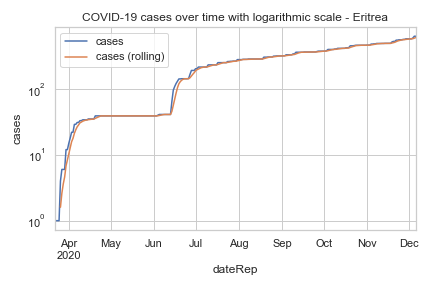 COVID-19 cases over time with logarithmic scale - Eritrea
cases
cases (rolling)
cases
10²
10¹
10⁰
Apr May Jun Jul Aug Sep Oct Nov Dec
2020
dateRep